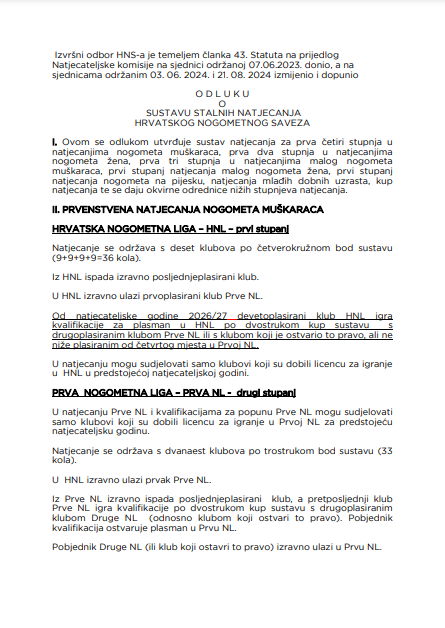 Izvršni odbor HNS-a je temeljem članka 43. Statuta na prijedlog
Natjecateljske komisije na sjednici održanoj 07.06.2023. donio, a na
sjednicama održanim 03. 06. 2024. i 21. 08. 2024 izmijenio i dopunio
O D L U K U
O
SUSTAVU STALNIH NATJECANJA
HRVATSKOG NOGOMETNOG SAVEZA
I. Ovom se odlukom utvrđuje sustav natjecanja za prva četiri stupnja u
natjecanjima nogometa muškaraca, prva dva stupnja u natjecanjima
nogometa žena, prva tri stupnja u natjecanjima malog nogometa
muškaraca, prvi stupanj natjecanja malog nogometa žena, prvi stupanj
natjecanja nogometa na pijesku, natjecanja mlađih dobnih uzrasta, kup
natjecanja te se daju okvirne odrednice nižih stupnjeva natjecanja.
II. PRVENSTVENA NATJECANJA NOGOMETA MUŠKARACA
HRVATSKA NOGOMETNA LIGA – HNL – prvi stupanj
Natjecanje se održava s deset klubova po četverokružnom bod sustavu
(9+9+9+9=36 kola).
Iz HNL ispada izravno posljednjeplasirani klub.
U HNL izravno ulazi prvoplasirani klub Prve NL.
Od natjecateljske godine 2026/27 devetoplasirani klub HNL igra
kvalifikacije za plasman u HNL po dvostrukom kup sustavu s
drugoplasiranim klubom Prve NL ili s klubom koji je ostvario to pravo, ali ne
niže plasiranim od četvrtog mjesta u Prvoj NL.
U natjecanju mogu sudjelovati samo klubovi koji su dobili licencu za igranje
u HNL u predstojećoj natjecateljskoj godini.
PRVA NOGOMETNA LIGA – PRVA NL - drugi stupanj
U natjecanju Prve NL i kvalifikacijama za popunu Prve NL mogu sudjelovati
samo klubovi koji su dobili licencu za igranje u Prvoj NL za predstojeću
natjecateljsku godinu.
Natjecanje se održava s dvanaest klubova po trostrukom bod sustavu (33
kola).
U HNL izravno ulazi prvak Prve NL.
Iz Prve NL izravno ispada posljednjeplasirani klub, a pretposljednji klub
Prve NL igra kvalifikacije po dvostrukom kup sustavu s drugoplasiranim
klubom Druge NL (odnosno klubom koji ostvari to pravo). Pobjednik
kvalifikacija ostvaruje plasman u Prvu NL.
Pobjednik Druge NL (ili klub koji ostavri to pravo) izravno ulazi u Prvu NL.